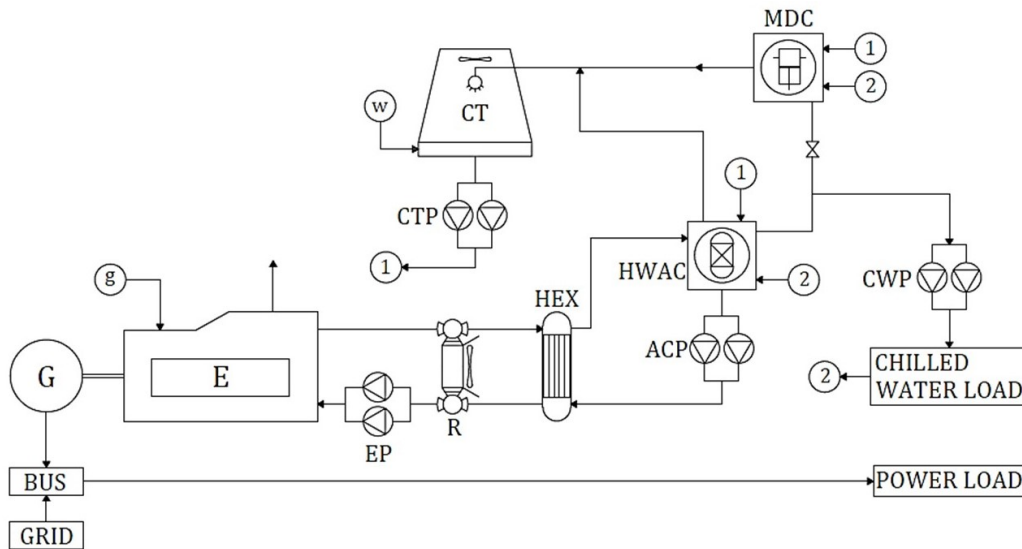 MDC
1
2
w
CT
1
CTP
1
HWAC
2
CWP
g
HEX
ACP
CHILLED
WATER LOAD
2
G
E
R
EP
BUS
POWER LOAD
GRID